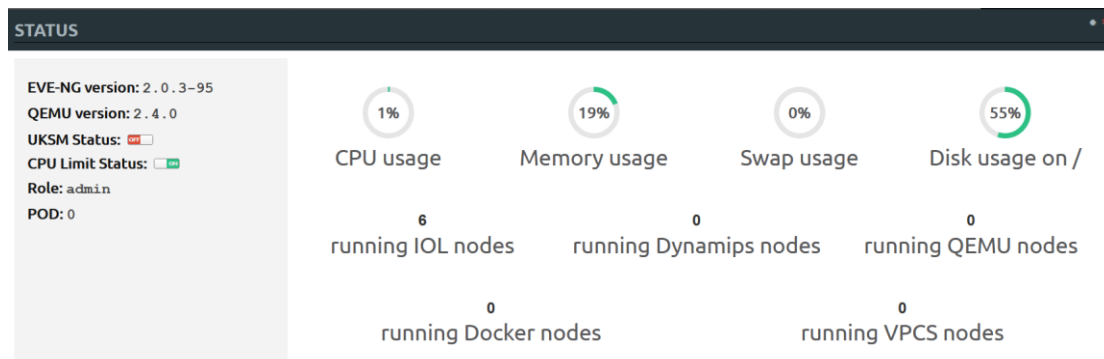 STATUS
EVE-NG version: 2.0.3-95
QEMU version: 2.4.0
UKSM Status: OFF
CPU Limit Status: ON
Role: admin
POD: 0
1%
19%
0%
55%
CPU usage
Memory usage
Swap usage
Disk usage on /
6
0
0
running IOL nodes
running Dynamips nodes
running QEMU nodes
0
0
running Docker nodes
running VPCS nodes